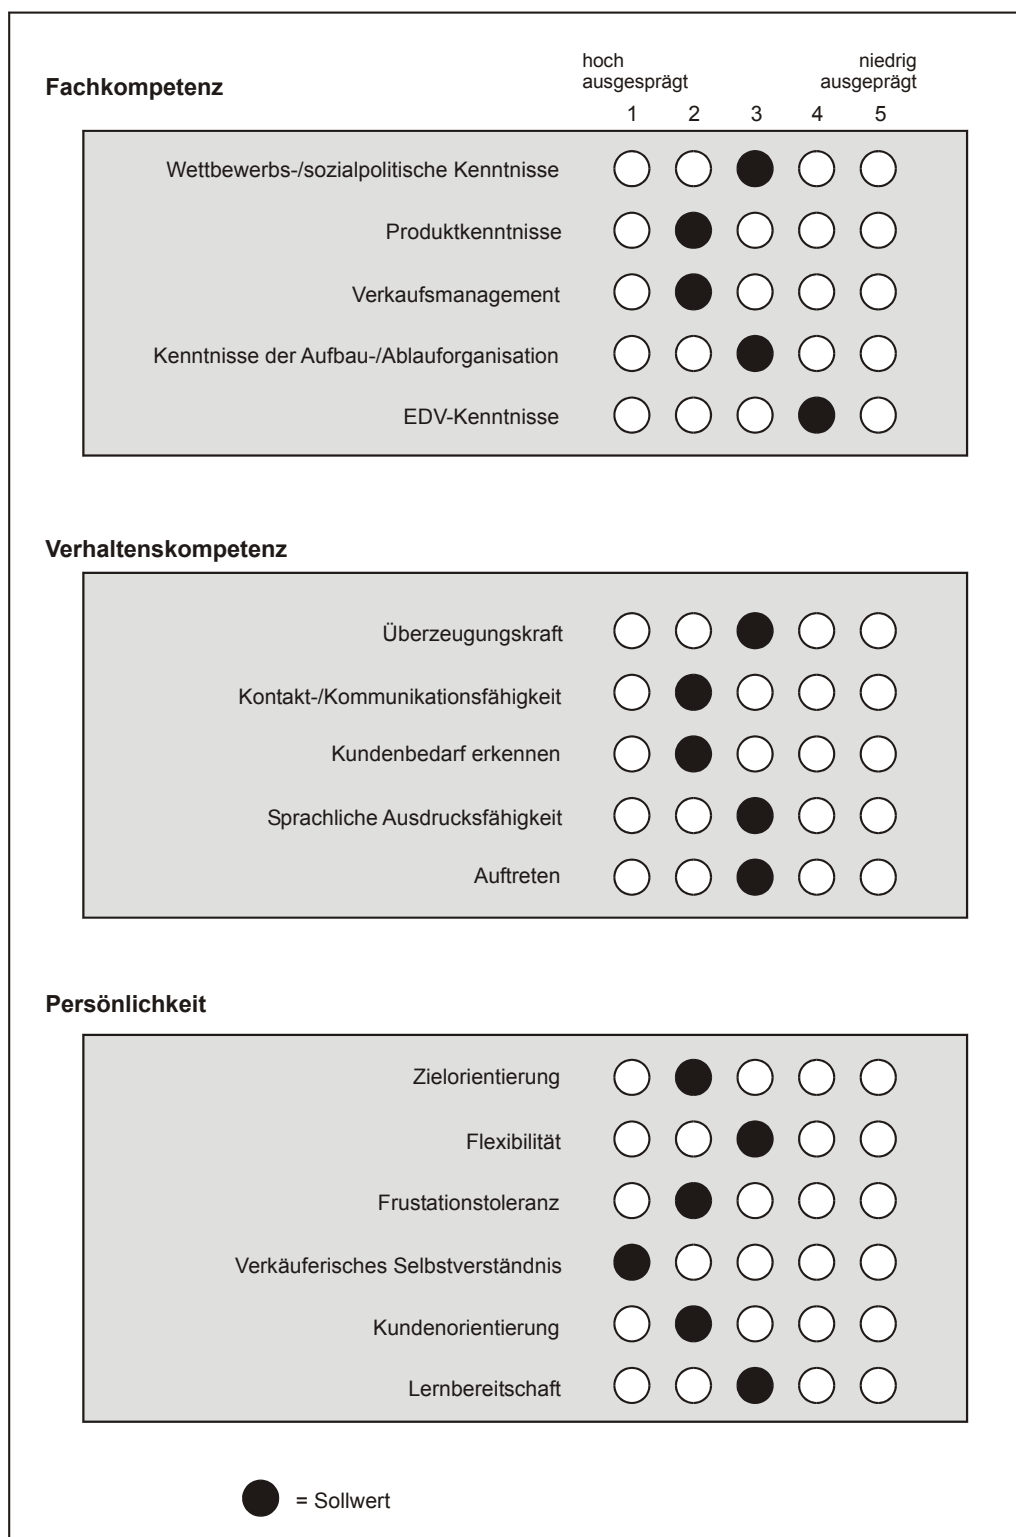 Fachkompetenz
hoch
ausgesprägt
niedrig
ausgeprägt
1 2 3 4 5
Wettbewerbs-/sozialpolitische Kenntnisse
Produktkenntnisse
Verkaufsmanagement
Kenntnisse der Aufbau-/Ablauforganisation
EDV-Kenntnisse
Verhaltenskompetenz
Überzeugungskraft
Kontakt-/Kommunikationsfähigkeit
Kundenbedarf erkennen
Sprachliche Ausdrucksfähigkeit
Auftreten
Persönlichkeit
Zielorientierung
Flexibilität
Frustationstoleranz
Verkäuferisches Selbstverständnis
Kundenorientierung
Lernbereitschaft
= Sollwert